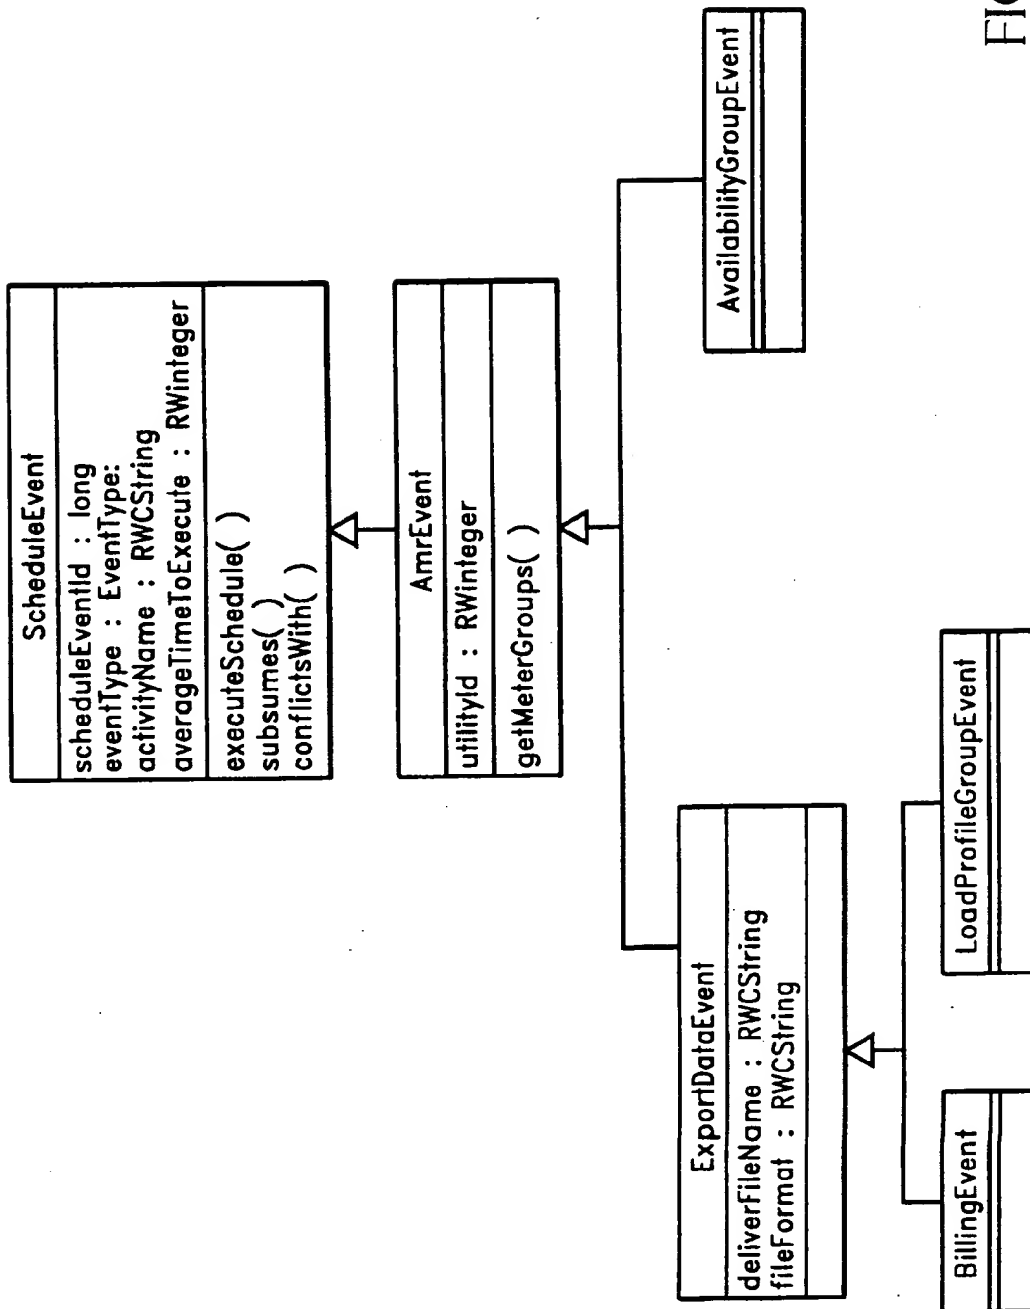 ScheduleEvent
scheduleEventId : long
eventType : EventType:
activityName : RWCString
averageTimeToExecute : RWinteger
executeSchedule( )
subsumes( )
conflictsWith( )
AmrEvent
utilityId : RWinteger
getMeterGroups( )
ExportDataEvent
deliverFileName : RWCString
fileFormat : RWCString
AvailabilityGroupEvent
BillingEvent
LoadProfileGroupEvent